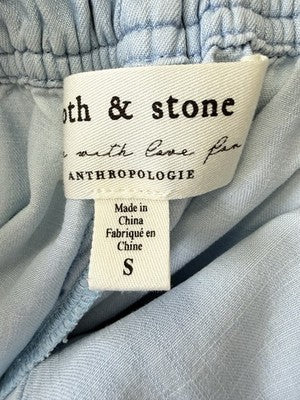 oth & stone
with love for
ANTHROPOLOGIE
Made in
China
Fabriqué en
Chine
S